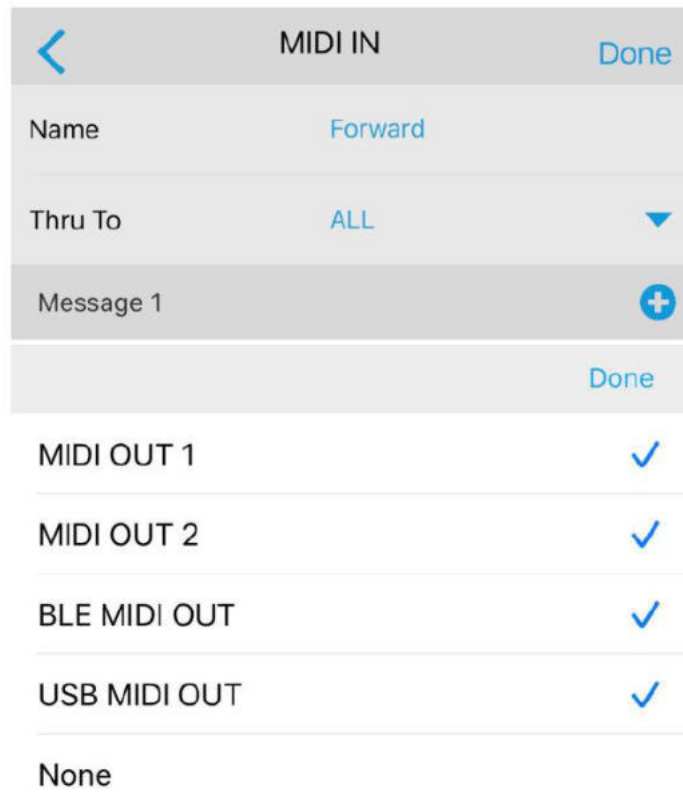 MIDI IN Done
Name Forward
Thru To ALL
Message 1
Done
MIDI OUT 1
MIDI OUT 2
BLE MIDI OUT
USB MIDI OUT
None